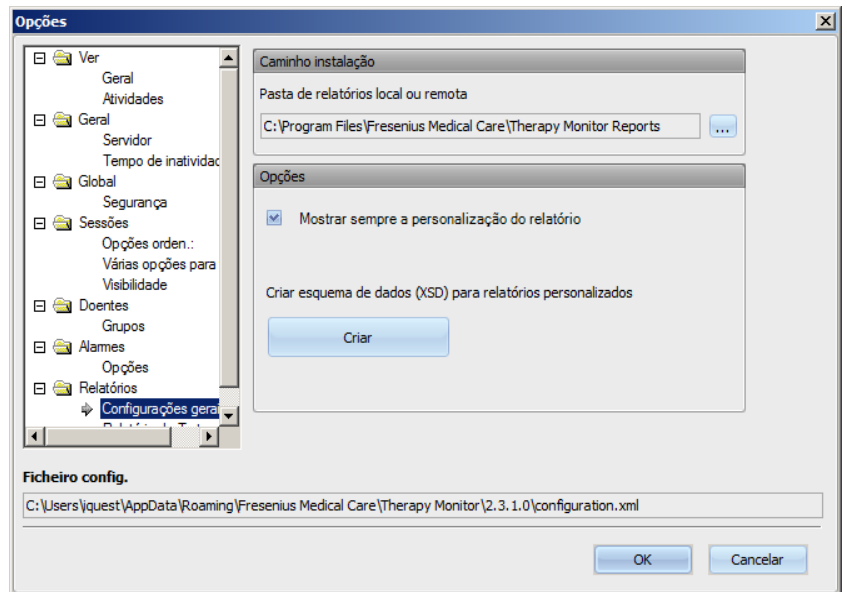 Opções
Ver
Geral
Atividades
Geral
Servidor
Tempo de inatividad
Global
Segurança
Sessões
Opções orden.:
Várias opções para
Visibilidade
Doentes
Grupos
Alarmes
Opções
Relatórios
Configurações gerai
Caminho instalação
Pasta de relatórios local ou remota
C:\Program Files\Fresenius Medical Care\Therapy Monitor Reports
...
Opções
Mostrar sempre a personalização do relatório
Criar esquema de dados (XSD) para relatórios personalizados
Criar
Ficheiro config.
C:\Users\iquest\AppData\Roaming\Fresenius Medical Care\Therapy Monitor\2.3.1.0\configuration.xml
OK
Cancelar